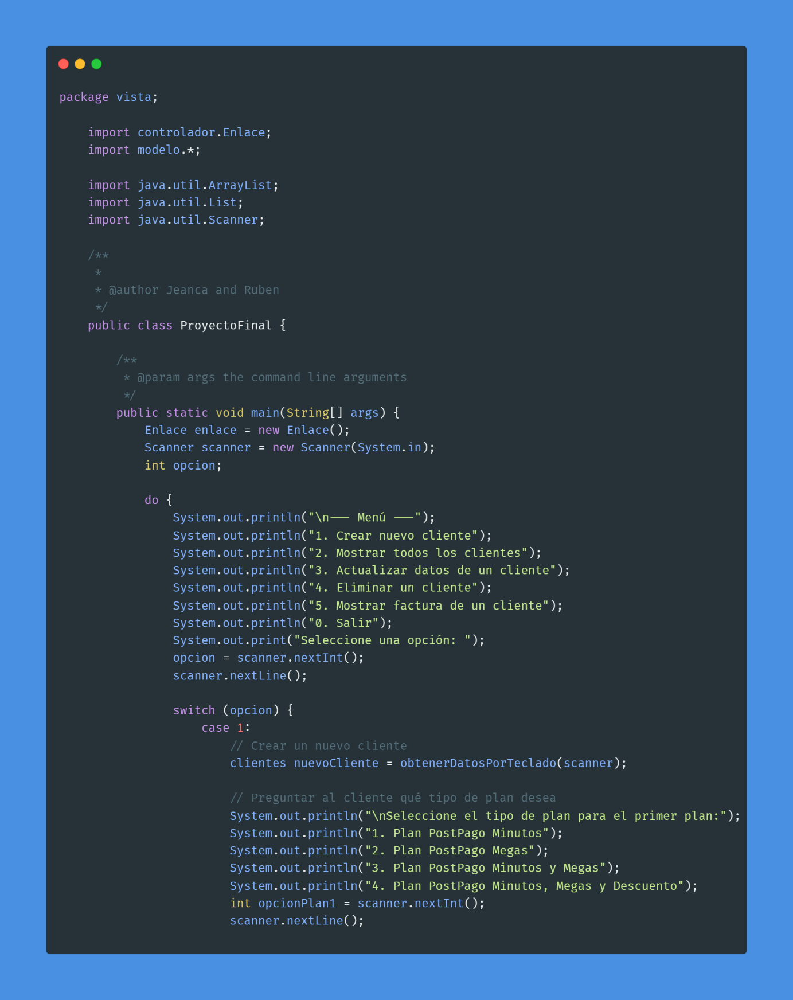 package vista;
import controlador.Enlace;
import modelo.*;
import java.util.ArrayList;
import java.util.List;
import java.util.Scanner;
/**
*
* @author Jeanca and Ruben
*/
public class ProyectoFinal {
/**
* @param args the command line arguments
*/
public static void main(String[] args) {
Enlace enlace = new Enlace();
Scanner scanner = new Scanner(System.in);
int opcion;
do {
System.out.println("\n--- Menú ---");
System.out.println("1. Crear nuevo cliente");
System.out.println("2. Mostrar todos los clientes");
System.out.println("3. Actualizar datos de un cliente");
System.out.println("4. Eliminar un cliente");
System.out.println("5. Mostrar factura de un cliente");
System.out.println("0. Salir");
System.out.print("Seleccione una opción: ");
opcion = scanner.nextInt();
scanner.nextLine();
switch (opcion) {
case 1:
// Crear un nuevo cliente
clientes nuevoCliente = obtenerDatosPorTeclado(scanner);
// Preguntar al cliente qué tipo de plan desea
System.out.println("\nSeleccione el tipo de plan para el primer plan:");
System.out.println("1. Plan PostPago Minutos");
System.out.println("2. Plan PostPago Megas");
System.out.println("3. Plan PostPago Minutos y Megas");
System.out.println("4. Plan PostPago Minutos, Megas y Descuento");
int opcionPlan1 = scanner.nextInt();
scanner.nextLine();